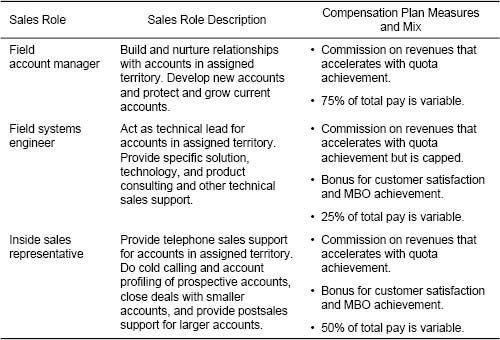 Sales Role
Sales Role Description
Compensation Plan Measures
and Mix
Field
account manager
Build and nurture relationships
with accounts in assigned
territory. Develop new accounts
and protect and grow current
accounts.
• Commission on revenues that
accelerates with quota
achievement.
• 75% of total pay is variable.
Field systems
engineer
Act as technical lead for
accounts in assigned territory.
Provide specific solution,
technology, and product
consulting and other technical
sales support.
• Commission on revenues that
accelerates with quota
achievement but is capped.
• Bonus for customer satisfaction
and MBO achievement.
• 25% of total pay is variable.
Inside sales
representative
Provide telephone sales support
for accounts in assigned territory.
Do cold calling and account
profiling of prospective accounts,
close deals with smaller
accounts, and provide postsales
support for larger accounts.
• Commission on revenues that
accelerates with quota
achievement.
• Bonus for customer satisfaction
and MBO achievement.
• 50% of total pay is variable.